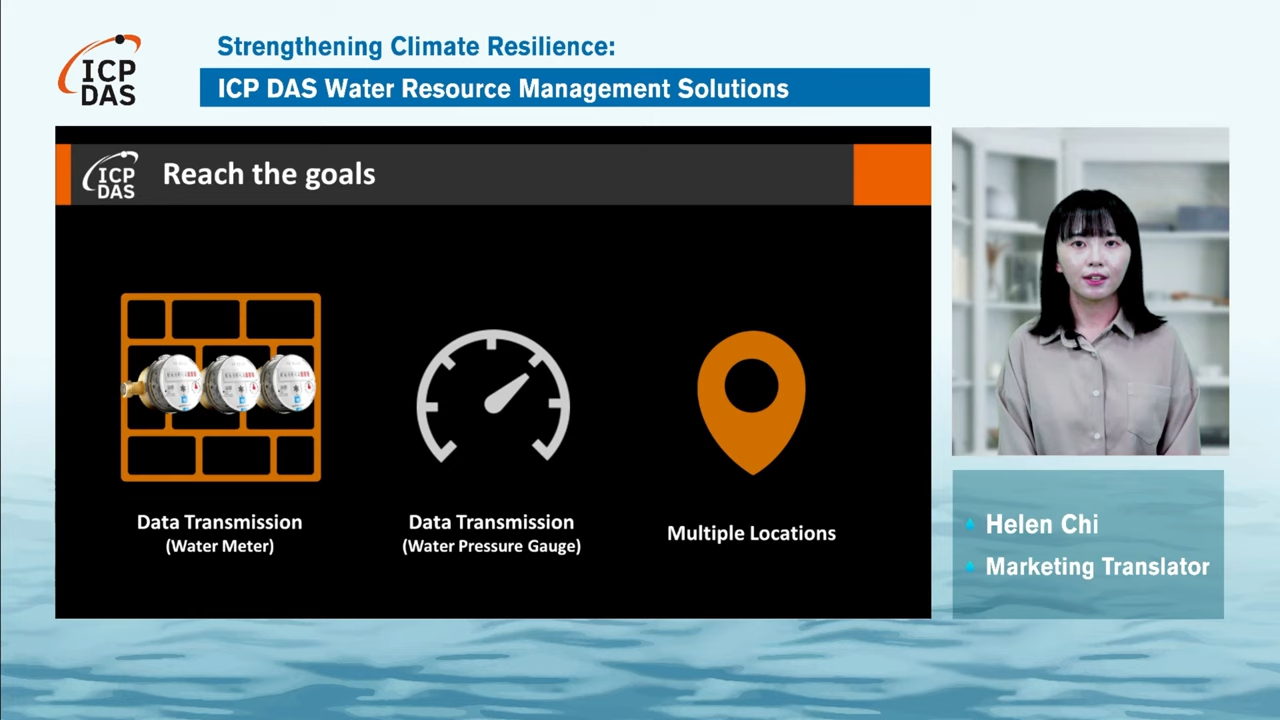 ICP
DAS
Strengthening Climate Resilience:
ICP DAS Water Resource Management Solutions
ICP
DAS
Reach the goals
Data Transmission
(Water Meter)
Data Transmission
(Water Pressure Gauge)
Multiple Locations
Helen Chi
Marketing Translator